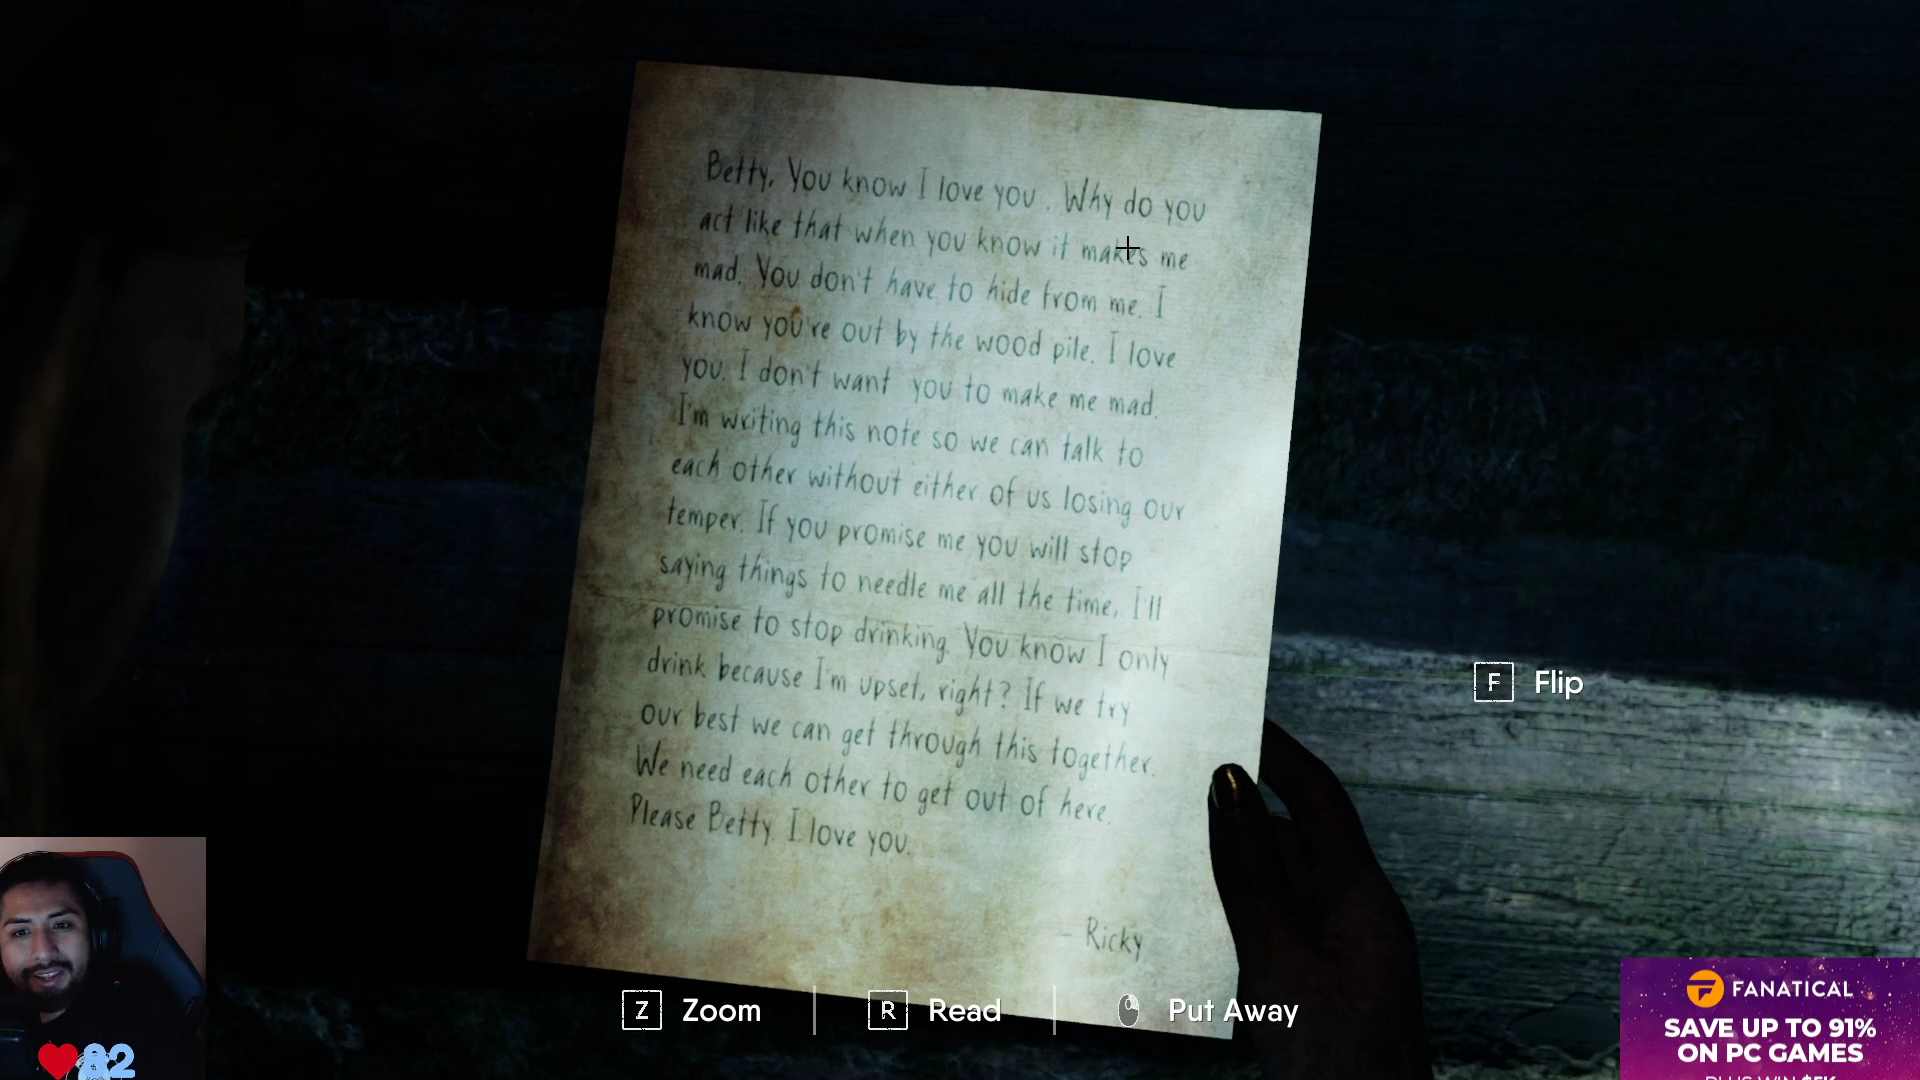 Betty, You know I love you. Why do you
act like that when you know it makes me
mad. You don't have to hide from me. I
know you're out by the wood pile. I love
you. I don't want you to make me mad.
I'm writing this note so we can talk to
each other without either of us losing our
temper. If you promise me you will stop
saying things to needle me all the time, I'll
promise to stop drinking. You know I only
drink because I'm upset, right? If we try
our best we can get through this together.
We need each other to get out of here.
Please Betty. I love you.
- Ricky
F Flip
Z Zoom
R Read
Put Away
82
FANATICAL
SAVE UP TO 91%
ON PC GAMES
PLUS WIN $5K